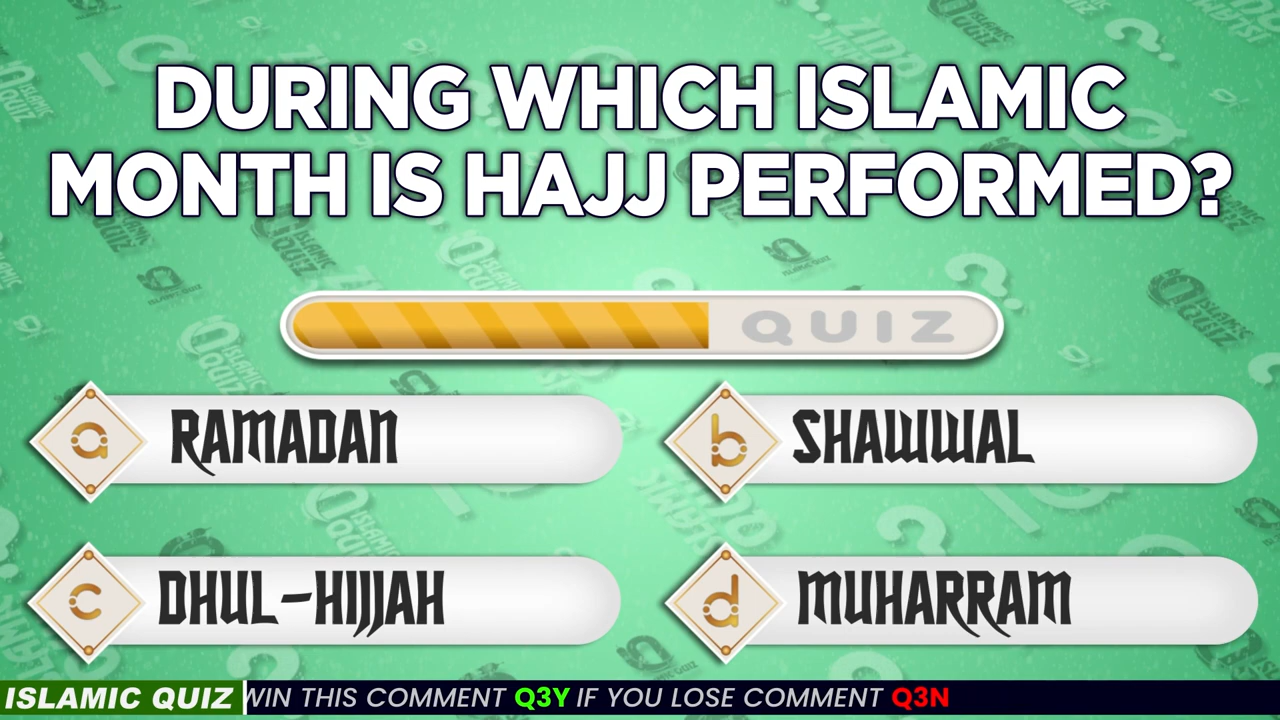 DURING WHICH ISLAMIC
MONTH IS HAJJ PERFORMED?
QUIZ
a RAMADAN
b SHAWWAL
c DHUL-HIJJAH
d MUHARRAM
ISLAMIC QUIZ WIN THIS COMMENT Q3Y IF YOU LOSE COMMENT Q3N